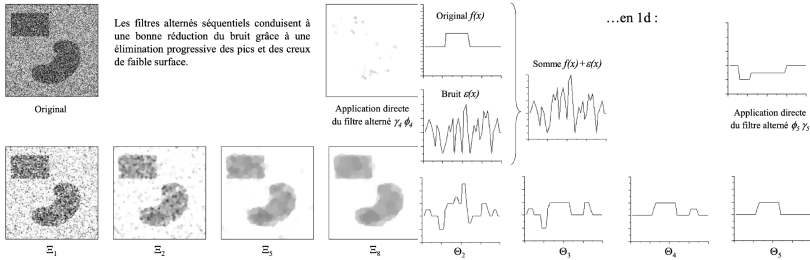 Les filtres alternés séquentiels conduisent à
une bonne réduction du bruit grâce à une
élimination progressive des pics et des creux
de faible surface.
Original
Application directe
du filtre alterné γ₄ ϕ₄
Original f(x)
Bruit ε(x)
Somme f(x)+ε(x)
...en 1d :
Application directe
du filtre alterné ϕ₅ γ₅
Ξ₁
Ξ₂
Ξ₅
Ξ₈
Θ₂
Θ₃
Θ₄
Θ₅